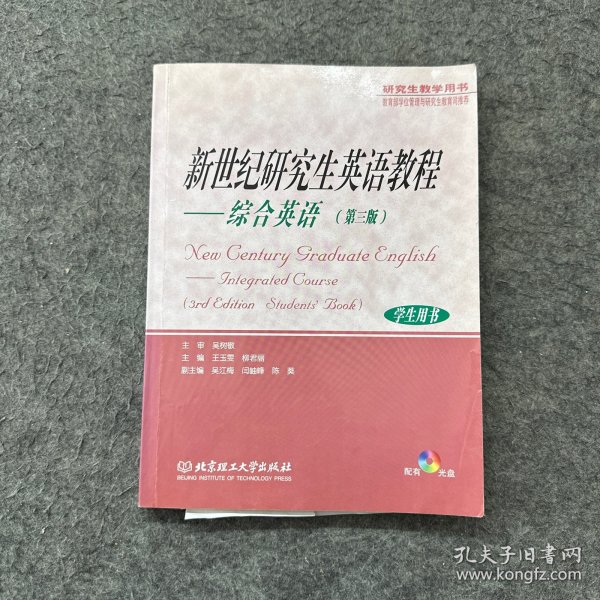 研究生教学用书
教育部学位管理与研究生教育司推荐
新世纪研究生英语教程
——综合英语（第三版）
New Century Graduate English
——Integrated Course
(3rd Edition Students' Book)
学生用书
主 审 吴树敬
主 编 王玉雯 柳君丽
副主编 吴江梅 闫岫峰 陈 葵
北京理工大学出版社
BEIJING INSTITUTE OF TECHNOLOGY PRESS
配有 光盘
孔夫子旧书网
www.kongfz.com